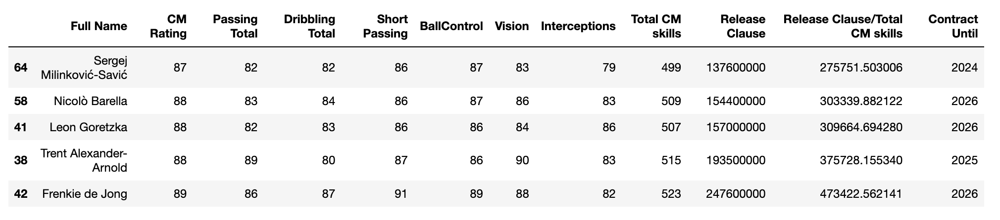 Full Name CM Rating Passing Total Dribbling Total Short Passing BallControl Vision Interceptions Total CM skills Release Clause Release Clause/Total CM skills Contract Until
64 Sergej Milinković-Savić 87 82 82 86 87 83 79 499 137600000 275751.503006 2024
58 Nicolò Barella 88 83 84 86 87 86 83 509 154400000 303339.882122 2026
41 Leon Goretzka 88 82 83 86 86 84 86 507 157000000 309664.694280 2026
38 Trent Alexander-Arnold 88 89 80 87 86 90 83 515 193500000 375728.155340 2025
42 Frenkie de Jong 89 86 87 91 89 88 82 523 247600000 473422.562141 2026